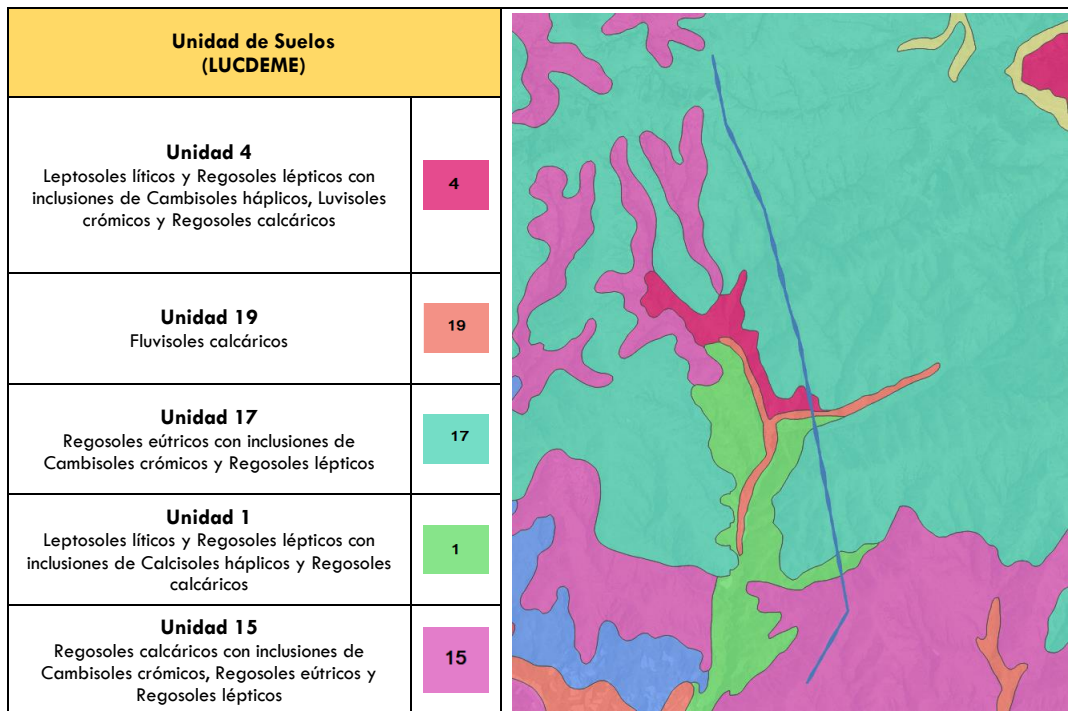 Unidad de Suelos
(LUCDEME)
Unidad 4
Leptosoles líticos y Regosoles lépticos con
inclusiones de Cambisoles háplicos, Luvisoles
crómicos y Regosoles calcáricos
4
Unidad 19
Fluvisoles calcáricos
19
Unidad 17
Regosoles eútricos con inclusiones de
Cambisoles crómicos y Regosoles lépticos
17
Unidad 1
Leptosoles líticos y Regosoles lépticos con
inclusiones de Calcisoles háplicos y Regosoles
calcáricos
1
Unidad 15
Regosoles calcáricos con inclusiones de
Cambisoles crómicos, Regosoles eútricos y
Regosoles lépticos
15